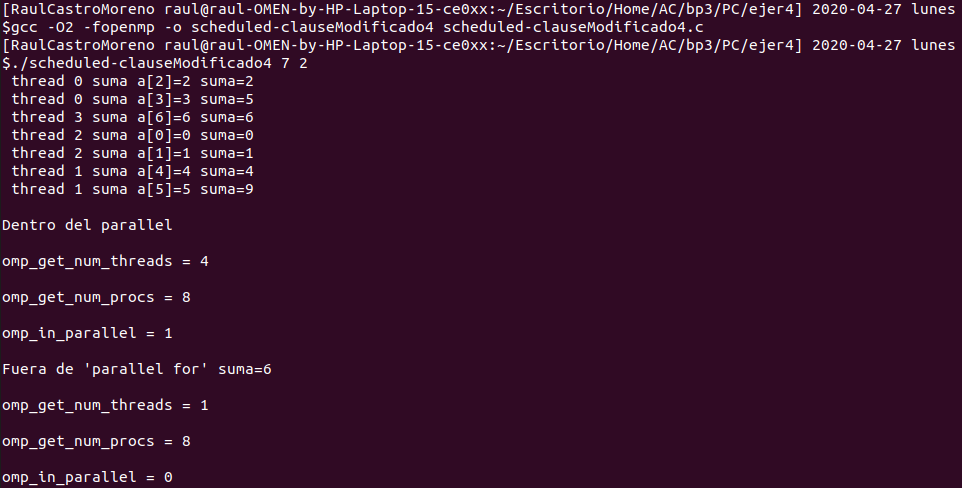 [RaulCastroMoreno raul@raul-OMEN-by-HP-Laptop-15-ce0xx:~/Escritorio/Home/AC/bp3/PC/ejer4] 2020-04-27 lunes
$gcc -O2 -fopenmp -o scheduled-clauseModificado4 scheduled-clauseModificado4.c
[RaulCastroMoreno raul@raul-OMEN-by-HP-Laptop-15-ce0xx:~/Escritorio/Home/AC/bp3/PC/ejer4] 2020-04-27 lunes
$./scheduled-clauseModificado4 7 2
thread 0 suma a[2]=2 suma=2
thread 0 suma a[3]=3 suma=5
thread 3 suma a[6]=6 suma=6
thread 2 suma a[0]=0 suma=0
thread 2 suma a[1]=1 suma=1
thread 1 suma a[4]=4 suma=4
thread 1 suma a[5]=5 suma=9
Dentro del parallel
omp_get_num_threads = 4
omp_get_num_procs = 8
omp_in_parallel = 1
Fuera de 'parallel for' suma=6
omp_get_num_threads = 1
omp_get_num_procs = 8
omp_in_parallel = 0